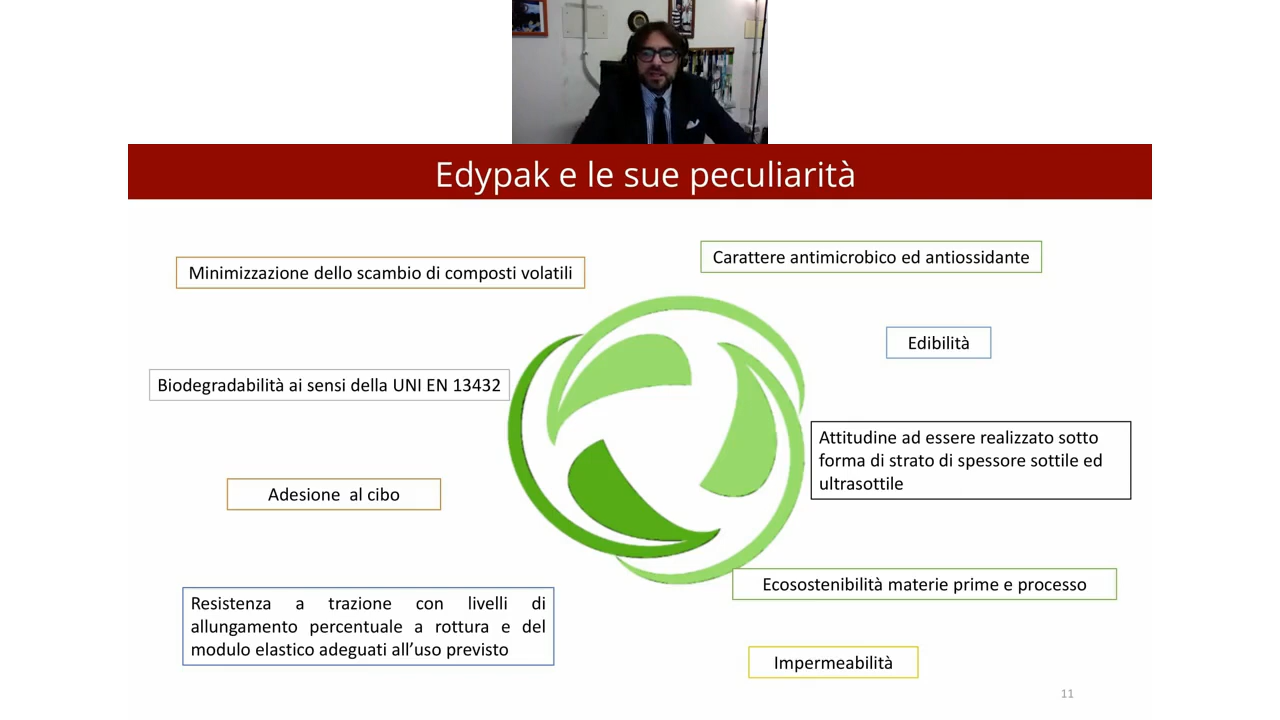 Edypak e le sue peculiarità
Minimizzazione dello scambio di composti volatili
Carattere antimicrobico ed antiossidante
Edibilità
Biodegradabilità ai sensi della UNI EN 13432
Attitudine ad essere realizzato sotto
forma di strato di spessore sottile ed
ultrasottile
Adesione al cibo
Ecosostenibilità materie prime e processo
Resistenza a trazione con livelli di
allungamento percentuale a rottura e del
modulo elastico adeguati all’uso previsto
Impermeabilità
11